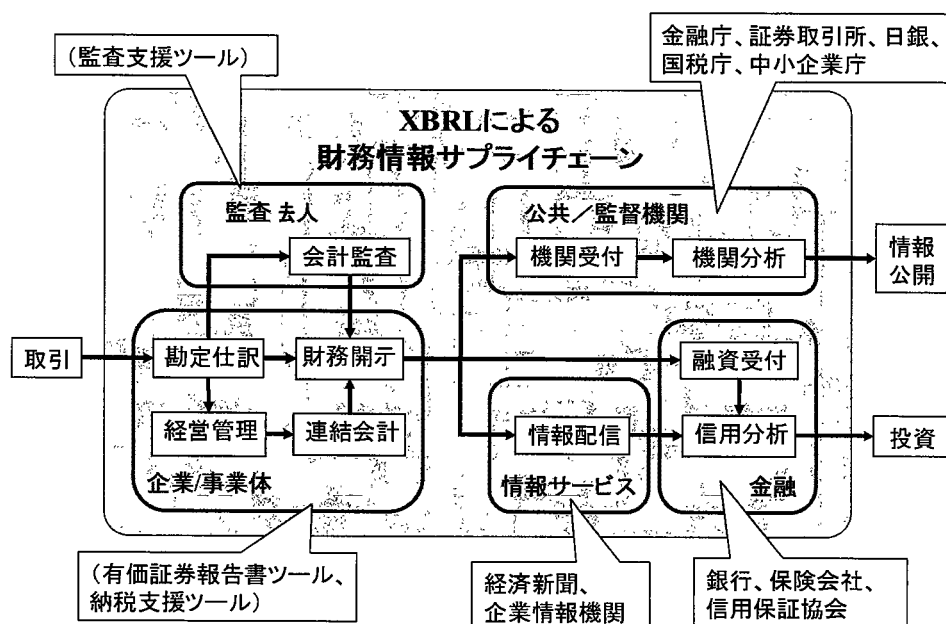 (監査支援ツール)
金融庁、証券取引所、日銀、
国税庁、中小企業庁
XBRLによる
財務情報サプライチェーン
監査法人
会計監査
公共／監督機関
機関受付
機関分析
情報
公開
取引
勘定仕訳
財務開示
経営管理
連結会計
企業/事業体
融資受付
情報配信
信用分析
投資
情報サービス
金融
(有価証券報告書ツール、
納税支援ツール)
経済新聞、
企業情報機関
銀行、保険会社、
信用保証協会